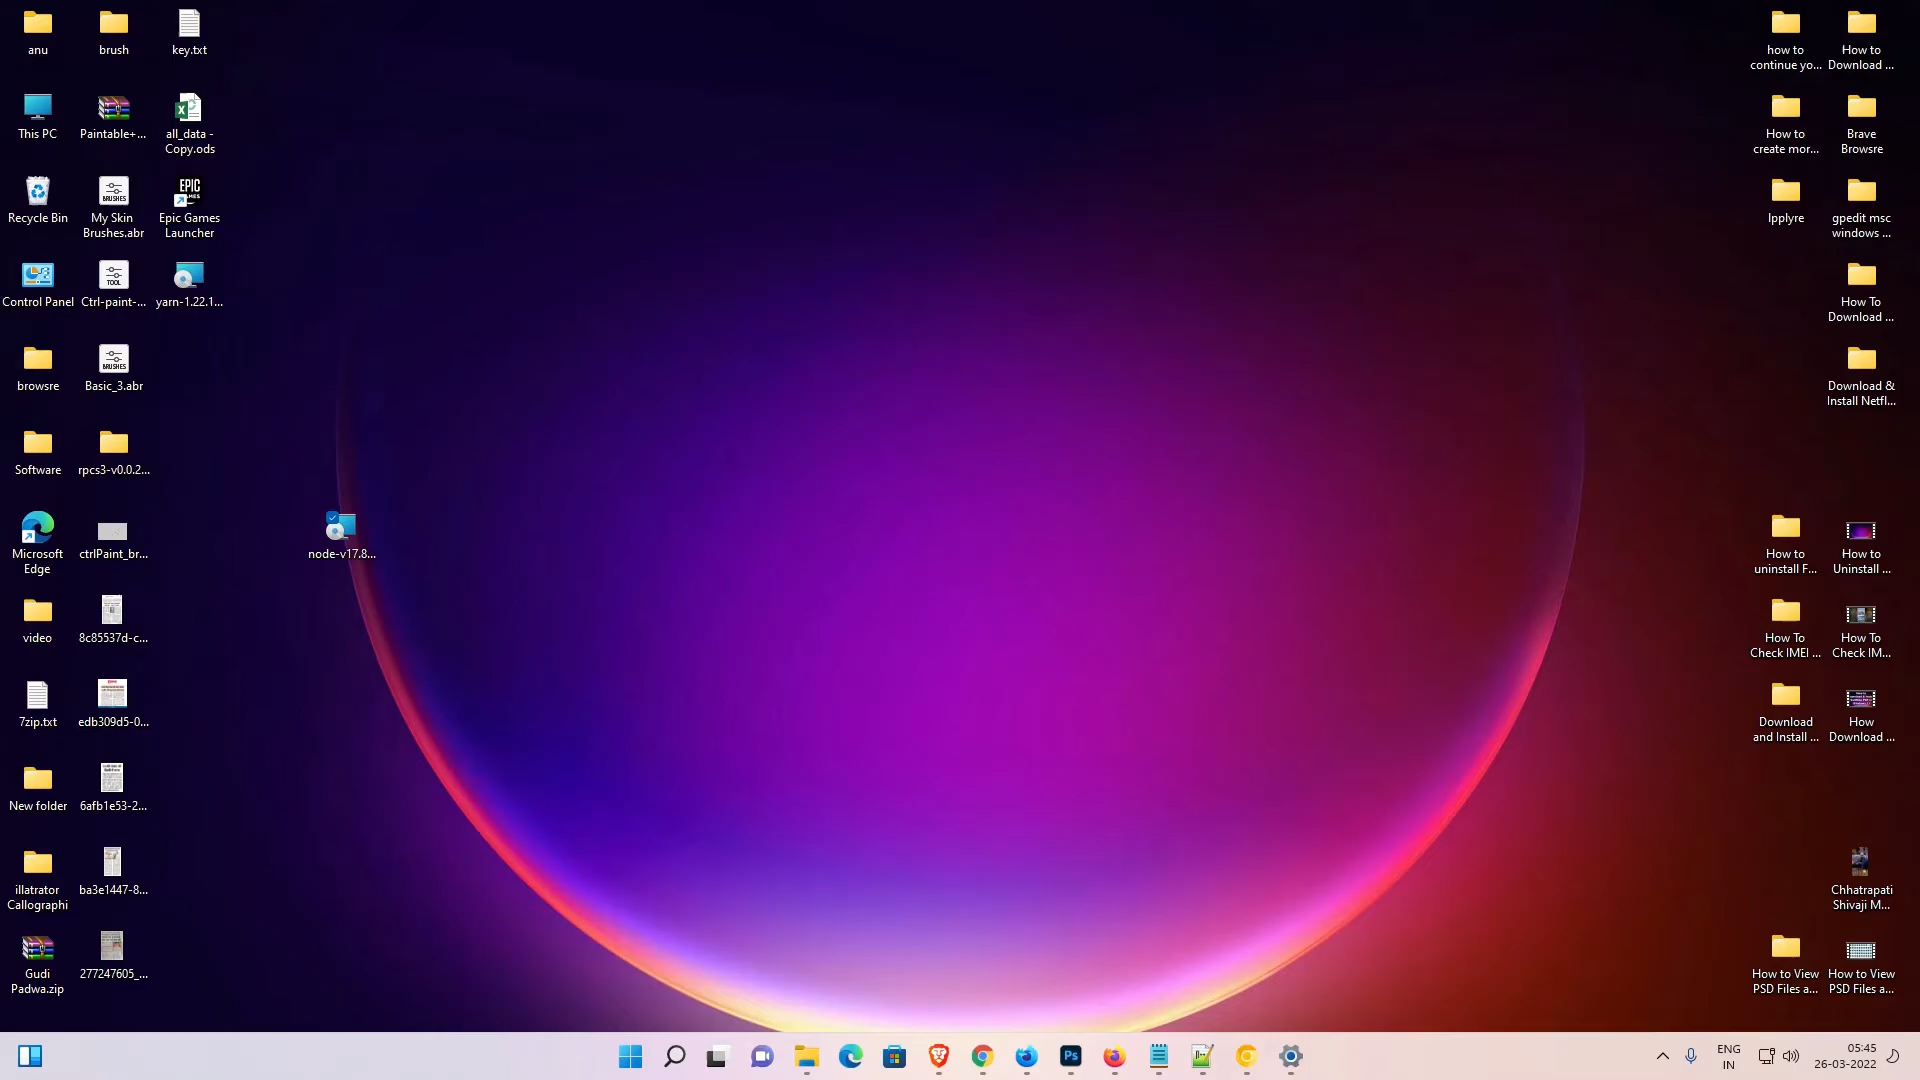 anu
brush
key.txt
This PC
Paintable+...
all_data -
Copy.ods
Recycle Bin
My Skin
Brushes.abr
Epic Games
Launcher
Control Panel
Ctrl-paint-...
yarn-1.22.1...
browsre
Basic_3.abr
Software
rpcs3-v0.0.2...
Microsoft
Edge
ctrlPaint_br...
node-v17.8...
video
8c85537d-c...
7zip.txt
edb309d5-0...
New folder
6afb1e53-2...
illatrator
Callographi
ba3e1447-8...
Gudi
Padwa.zip
277247605_...
how to
continue yo...
How to
Download ...
How to
create mor...
Brave
Browsre
Ipplyre
gpedit msc
windows ...
How To
Download ...
Download &
Install Netfl...
How to
uninstall F...
How to
Uninstall ...
How To
Check IMEI ...
How To
Check IM...
Download
and Install ...
How
Download ...
Chhatrapati
Shivaji M...
How to View
PSD Files a...
How to View
PSD Files a...
BRUSHES
EPIC
TOOL
BRUSHES
Ps
ENG
IN
05:45
26-03-2022